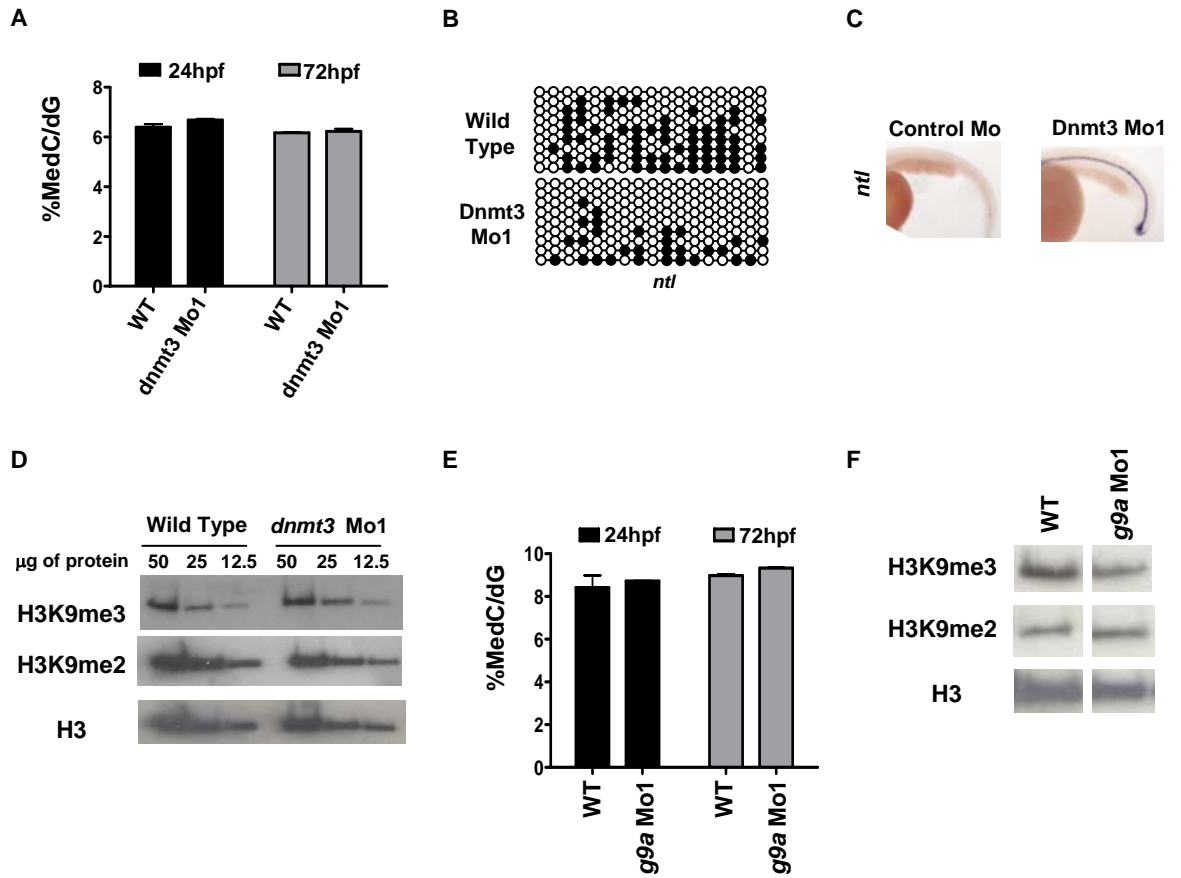 A
24hpf 72hpf
%MedC/dG
8
6
4
2
0
WT
dnmt3 Mo1
WT
dnmt3 Mo1
B
Wild
Type
Dnmt3
Mo1
ntl
C
Control Mo
Dnmt3 Mo1
ntl
D
Wild Type dnmt3 Mo1
μg of protein 50 25 12.5 50 25 12.5
H3K9me3
H3K9me2
H3
E
24hpf 72hpf
%MedC/dG
10
8
6
4
2
0
WT
g9a Mo1
WT
g9a Mo1
F
WT
g9a Mo1
H3K9me3
H3K9me2
H3